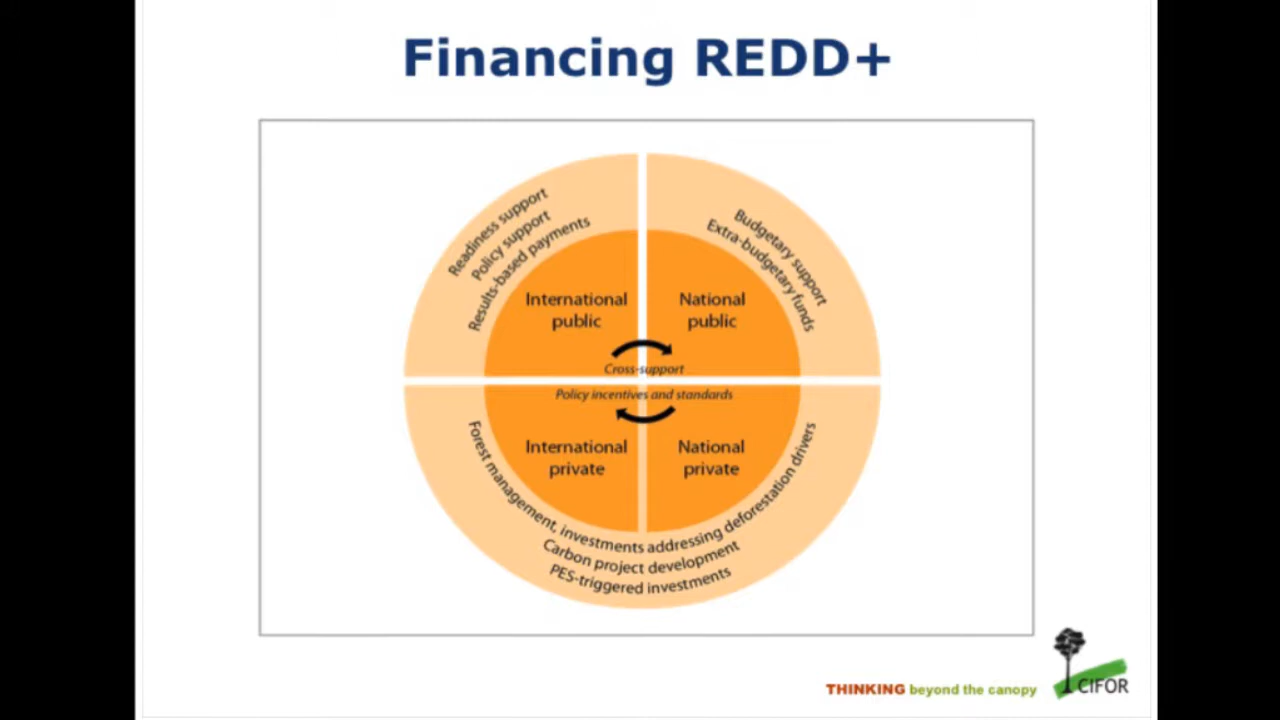 Financing REDD+
Readiness support
Policy support
Results-based payments
Budgetary support
Extra-budgetary funds
International
public
National
public
Cross-support
Policy incentives and standards
International
private
National
private
Forest management, investments addressing deforestation drivers
Carbon project development
PES-triggered investments
THINKING beyond the canopy
CIFOR